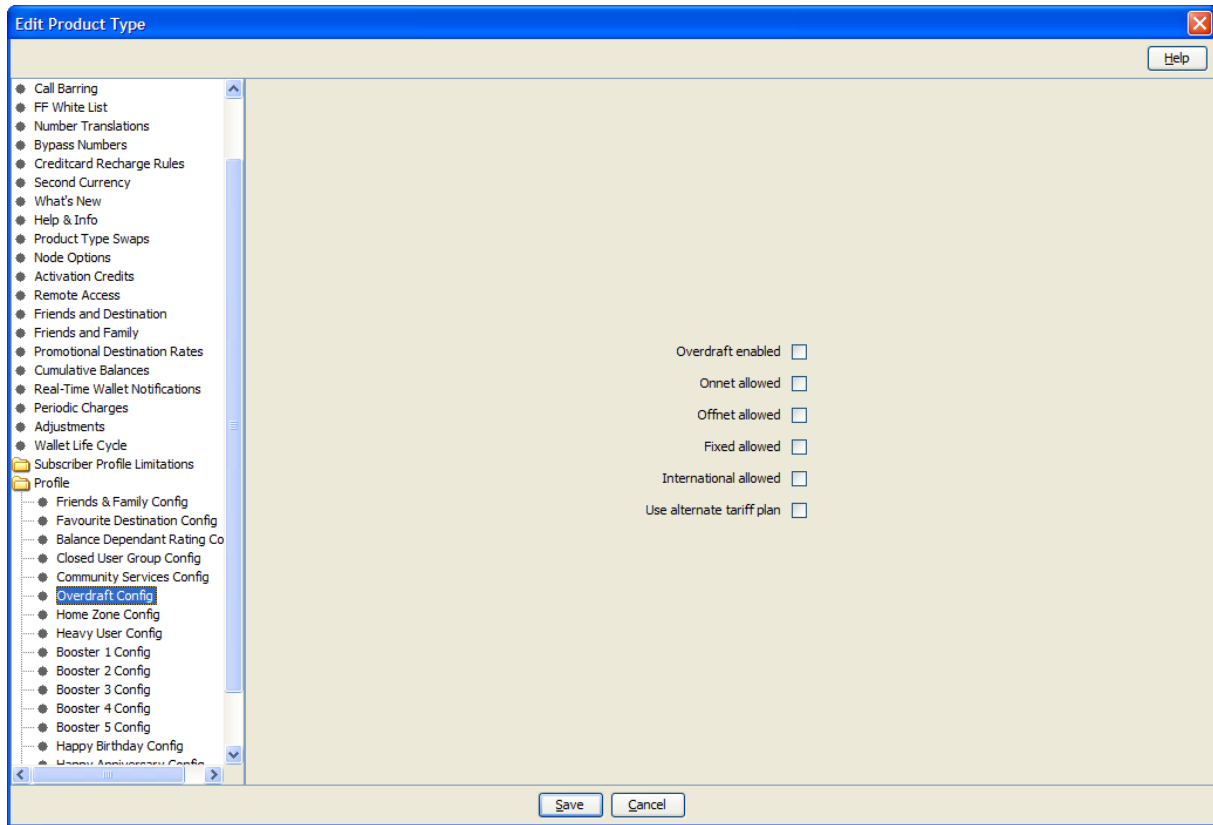 Edit Product Type
Help
Call Barring
FF White List
Number Translations
Bypass Numbers
Creditcard Recharge Rules
Second Currency
What's New
Help & Info
Product Type Swaps
Node Options
Activation Credits
Remote Access
Friends and Destination
Friends and Family
Promotional Destination Rates
Cumulative Balances
Real-Time Wallet Notifications
Periodic Charges
Adjustments
Wallet Life Cycle
Subscriber Profile Limitations
Profile
Friends & Family Config
Favourite Destination Config
Balance Dependant Rating Co
Closed User Group Config
Community Services Config
Overdraft Config
Home Zone Config
Heavy User Config
Booster 1 Config
Booster 2 Config
Booster 3 Config
Booster 4 Config
Booster 5 Config
Happy Birthday Config
Happy Anniversary Config
Overdraft enabled
Onnet allowed
Offnet allowed
Fixed allowed
International allowed
Use alternate tariff plan
Save
Cancel